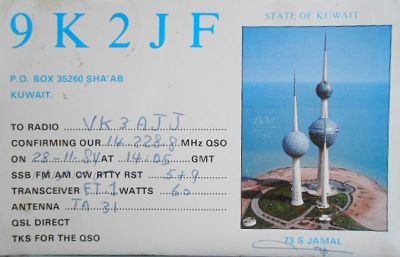 9K2JF
STATE OF KUWAIT
P.O. BOX 35260 SHA'AB
KUWAIT.
TO RADIO VK3AJJ
CONFIRMING OUR 14.228.8 MHz QSO
ON 28-11-84 AT 14:05 GMT
SSB FM AM CW RTTY RST 5+9
TRANSCEIVER FT 1 WATTS 60
ANTENNA TA 31
QSL DIRECT
TKS FOR THE QSO
73 S JAMAL